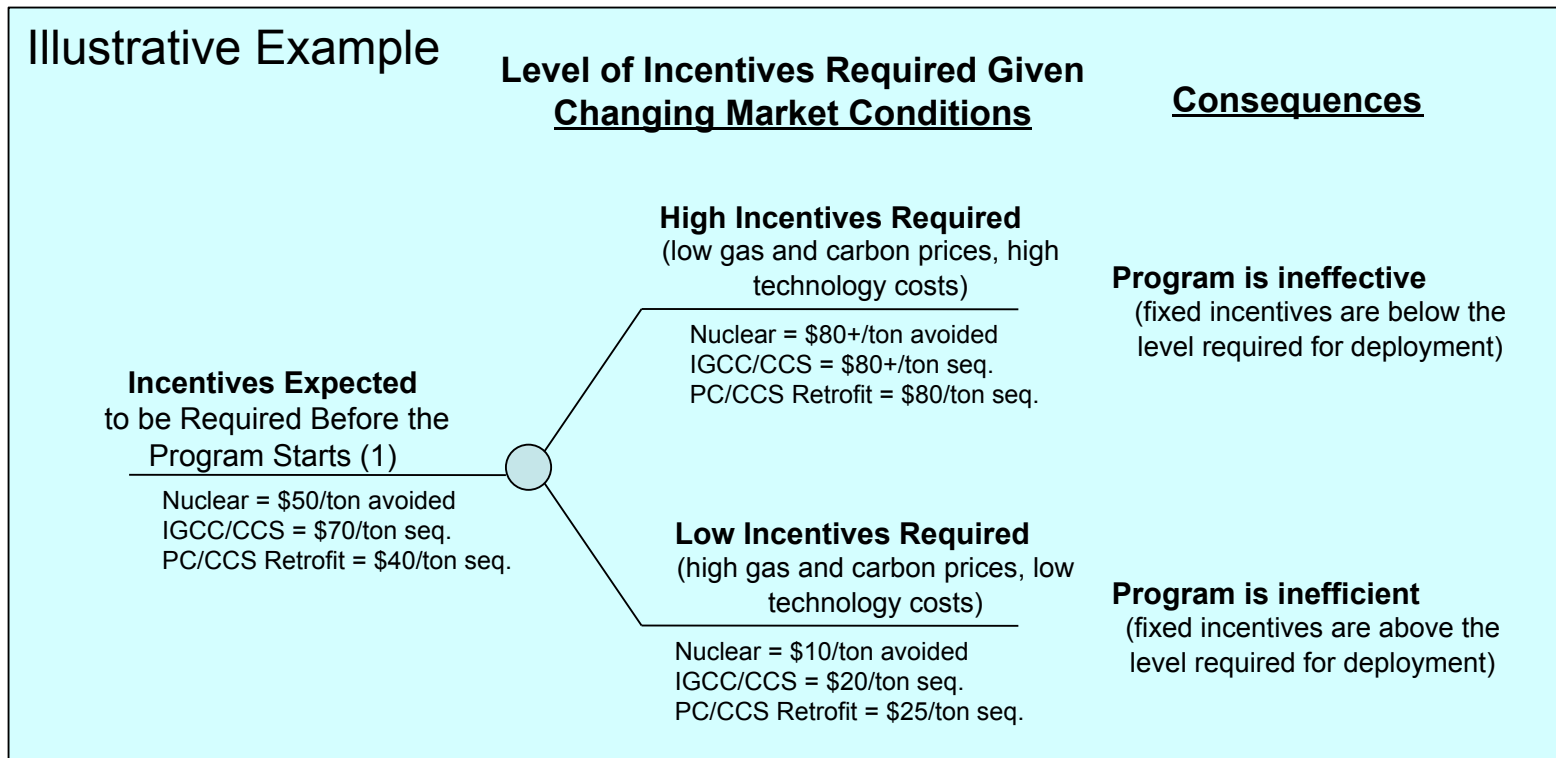 Illustrative Example
Level of Incentives Required Given
Changing Market Conditions
Consequences
Incentives Expected
to be Required Before the
Program Starts (1)
Nuclear = $50/ton avoided
IGCC/CCS = $70/ton seq.
PC/CCS Retrofit = $40/ton seq.
High Incentives Required
(low gas and carbon prices, high
technology costs)
Nuclear = $80+/ton avoided
IGCC/CCS = $80+/ton seq.
PC/CCS Retrofit = $80/ton seq.
Program is ineffective
(fixed incentives are below the
level required for deployment)
Low Incentives Required
(high gas and carbon prices, low
technology costs)
Nuclear = $10/ton avoided
IGCC/CCS = $20/ton seq.
PC/CCS Retrofit = $25/ton seq.
Program is inefficient
(fixed incentives are above the
level required for deployment)